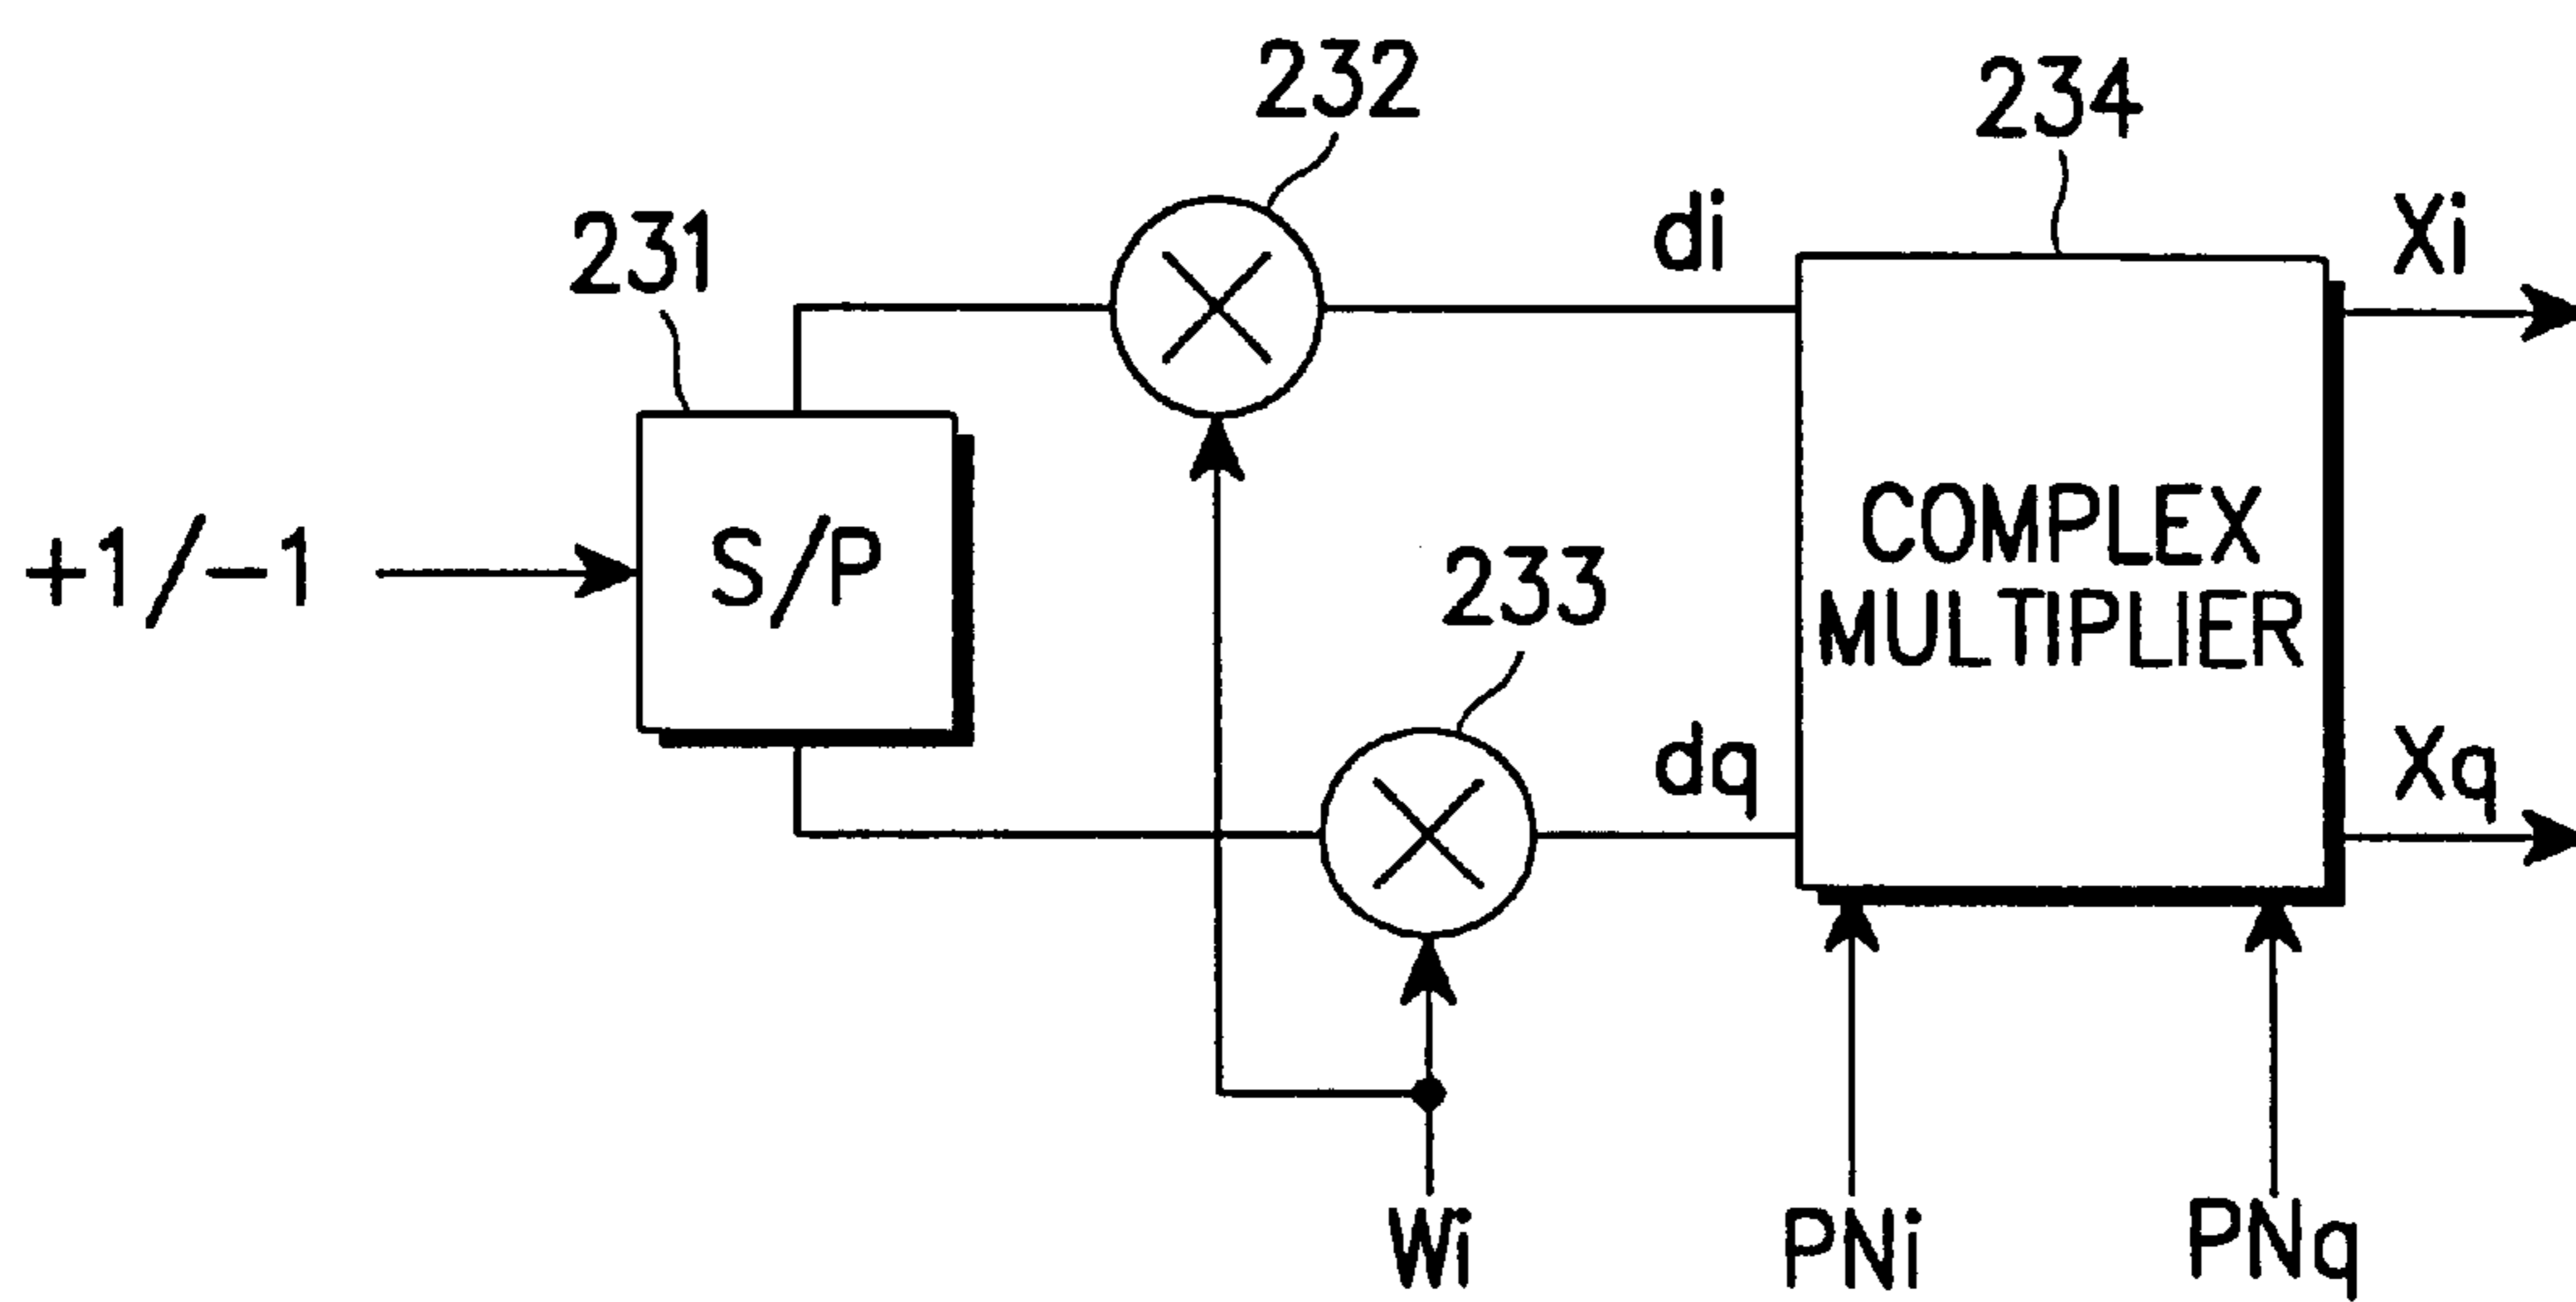 232
234
231
di
Xi
+1/-1
S/P
COMPLEX
MULTIPLIER
233
dq
Xq
Wi
PNi
PNq